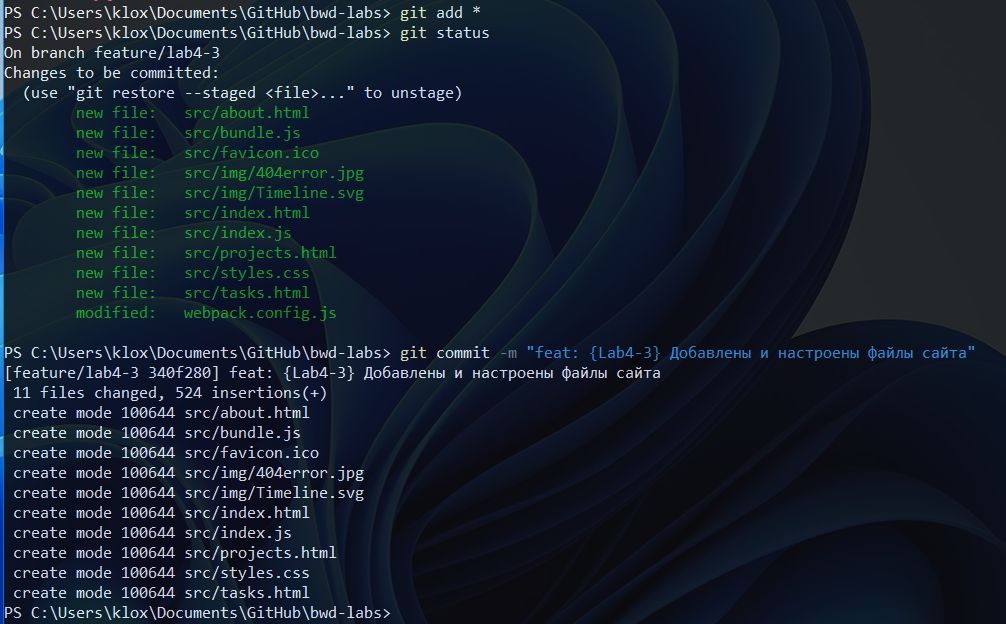 PS C:\Users\klox\Documents\GitHub\bwd-labs> git add *
PS C:\Users\klox\Documents\GitHub\bwd-labs> git status
On branch feature/lab4-3
Changes to be committed:
  (use "git restore --staged <file>..." to unstage)
        new file:   src/about.html
        new file:   src/bundle.js
        new file:   src/favicon.ico
        new file:   src/img/404error.jpg
        new file:   src/img/Timeline.svg
        new file:   src/index.html
        new file:   src/index.js
        new file:   src/projects.html
        new file:   src/styles.css
        new file:   src/tasks.html
        modified:   webpack.config.js
PS C:\Users\klox\Documents\GitHub\bwd-labs> git commit -m "feat: {Lab4-3} Добавлены и настроены файлы сайта"
[feature/lab4-3 340f280] feat: {Lab4-3} Добавлены и настроены файлы сайта
 11 files changed, 524 insertions(+)
 create mode 100644 src/about.html
 create mode 100644 src/bundle.js
 create mode 100644 src/favicon.ico
 create mode 100644 src/img/404error.jpg
 create mode 100644 src/img/Timeline.svg
 create mode 100644 src/index.html
 create mode 100644 src/index.js
 create mode 100644 src/projects.html
 create mode 100644 src/styles.css
 create mode 100644 src/tasks.html
PS C:\Users\klox\Documents\GitHub\bwd-labs>